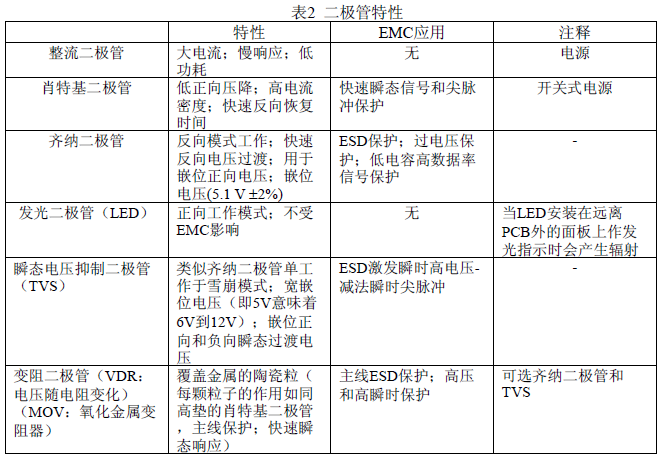 表2 二极管特性
特性
EMC应用
注释
整流二极管
大电流；慢响应；低
功耗
无
电源
肖特基二极管
低正向压降；高电流
密度；快速反向恢复
时间
快速瞬态信号和尖脉
冲保护
开关式电源
齐纳二极管
反向模式工作；快速
反向电压过渡；用于
嵌位正向电压；嵌位
电压(5.1 V ±2%)
ESD保护；过电压保
护；低电容高数据率
信号保护
-
发光二极管（LED）
正向工作模式；不受
EMC影响
无
当LED安装在远离
PCB外的面板上作发
光指示时会产生辐射
瞬态电压抑制二极管
（TVS）
类似齐纳二极管单工
作于雪崩模式；宽嵌
位电压（即5V意味着
6V到12V）；嵌位正
向和负向瞬态过渡电
压
ESD激发瞬时高电压-
减法瞬时尖脉冲
-
变阻二极管（VDR：
电压随电阻变化）
（MOV：氧化金属变
阻器）
覆盖金属的陶瓷粒（
每颗粒子的作用如同
高垫的肖特基二极管
，主线保护；快速瞬
态响应）
主线ESD保护；高压
和高瞬时保护
可选齐纳二极管和
TVS